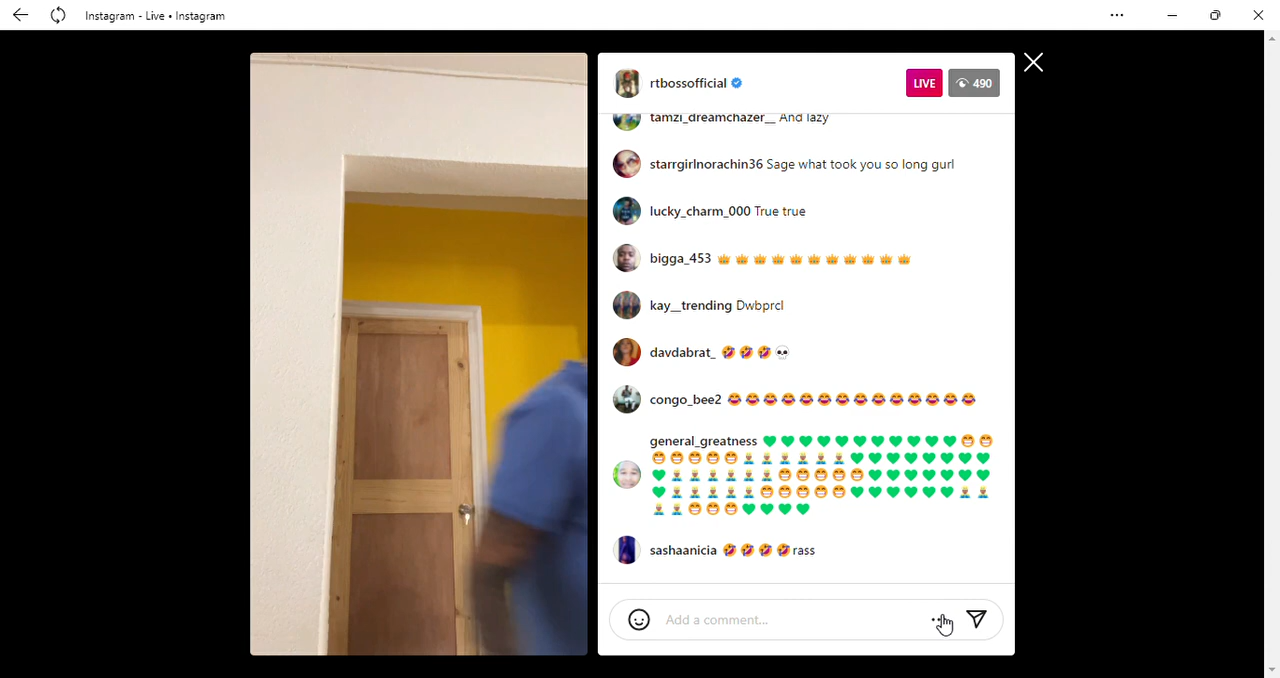 Instagram - Live • Instagram
rtbossofficial
LIVE 490
tamzi_dreamchazer__ And lazy
starrgirlnorachin36 Sage what took you so long gurl
lucky_charm_000 True true
bigga_453 👑👑👑👑👑👑👑👑👑👑👑
kay__trending Dwbprcl
davdabrat_ 🤣🤣🤣💀
congo_bee2 😂😂😂😂😂😂😂😂😂😂😂😂😂😂
general_greatness
sashaanicia 🤣🤣🤣🤣rass
Add a comment...